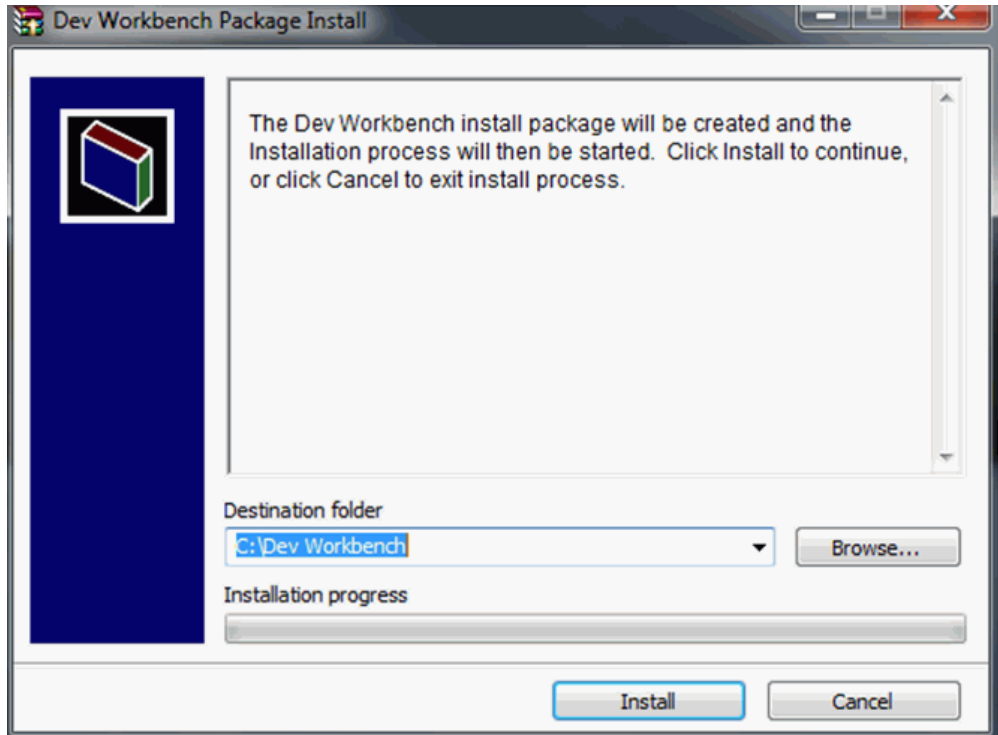 Dev Workbench Package Install
The Dev Workbench install package will be created and the
Installation process will then be started.  Click Install to continue,
or click Cancel to exit install process.
Destination folder
C:\Dev Workbench
Browse...
Installation progress
Install
Cancel